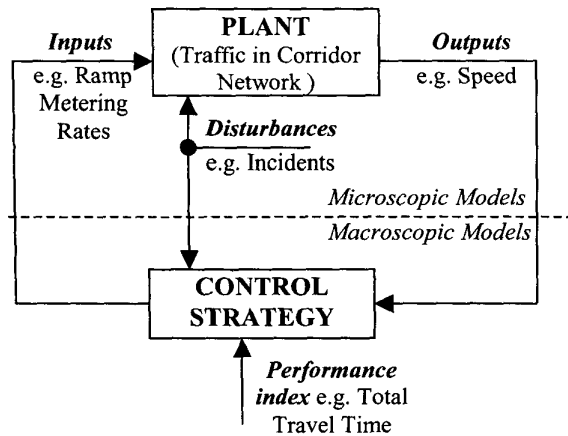 PLANT
(Traffic in Corridor
Network )
Inputs
e.g. Ramp
Metering
Rates
Outputs
e.g. Speed
Disturbances
e.g. Incidents
Microscopic Models
Macroscopic Models
CONTROL
STRATEGY
Performance
index e.g. Total
Travel Time